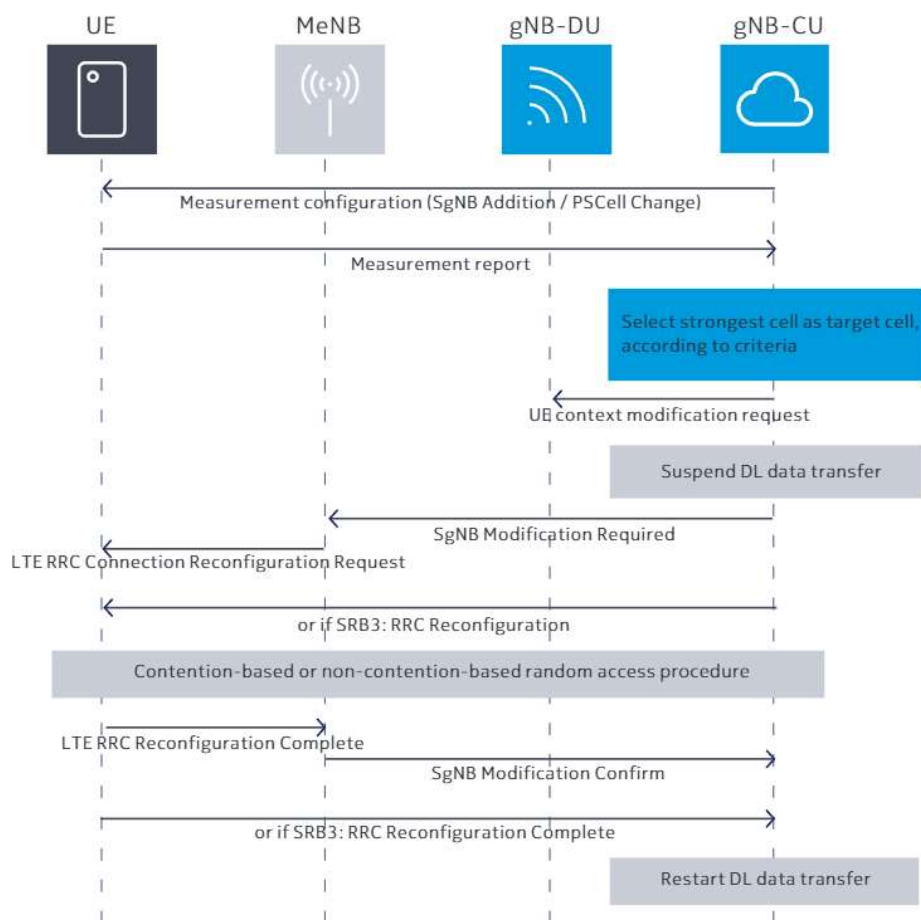 UE
MeNB
gNB-DU
gNB-CU
Measurement configuration (SgNB Addition / PSCell Change)
Measurement report
Select strongest cell as target cell,
according to criteria
UE context modification request
Suspend DL data transfer
SgNB Modification Required
LTE RRC Connection Reconfiguration Request
or if SRB3: RRC Reconfiguration
Contention-based or non-contention-based random access procedure
LTE RRC Reconfiguration Complete
SgNB Modification Confirm
or if SRB3: RRC Reconfiguration Complete
Restart DL data transfer